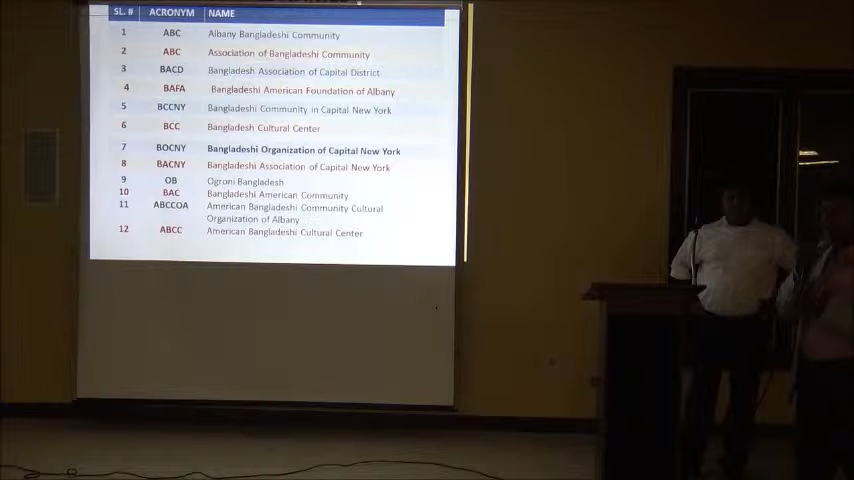 SL. # ACRONYM NAME
1 ABC Albany Bangladeshi Community
2 ABC Association of Bangladeshi Community
3 BACD Bangladesh Association of Capital District
4 BAFA Bangladeshi American Foundation of Albany
5 BCCNY Bangladeshi Community in Capital New York
6 BCC Bangladesh Cultural Center
7 BOCNY Bangladeshi Organization of Capital New York
8 BACNY Bangladeshi Association of Capital New York
9 OB Ogroni Bangladesh
10 BAC Bangladeshi American Community
11 ABCCOA American Bangladeshi Community Cultural
Organization of Albany
12 ABCC American Bangladeshi Cultural Center